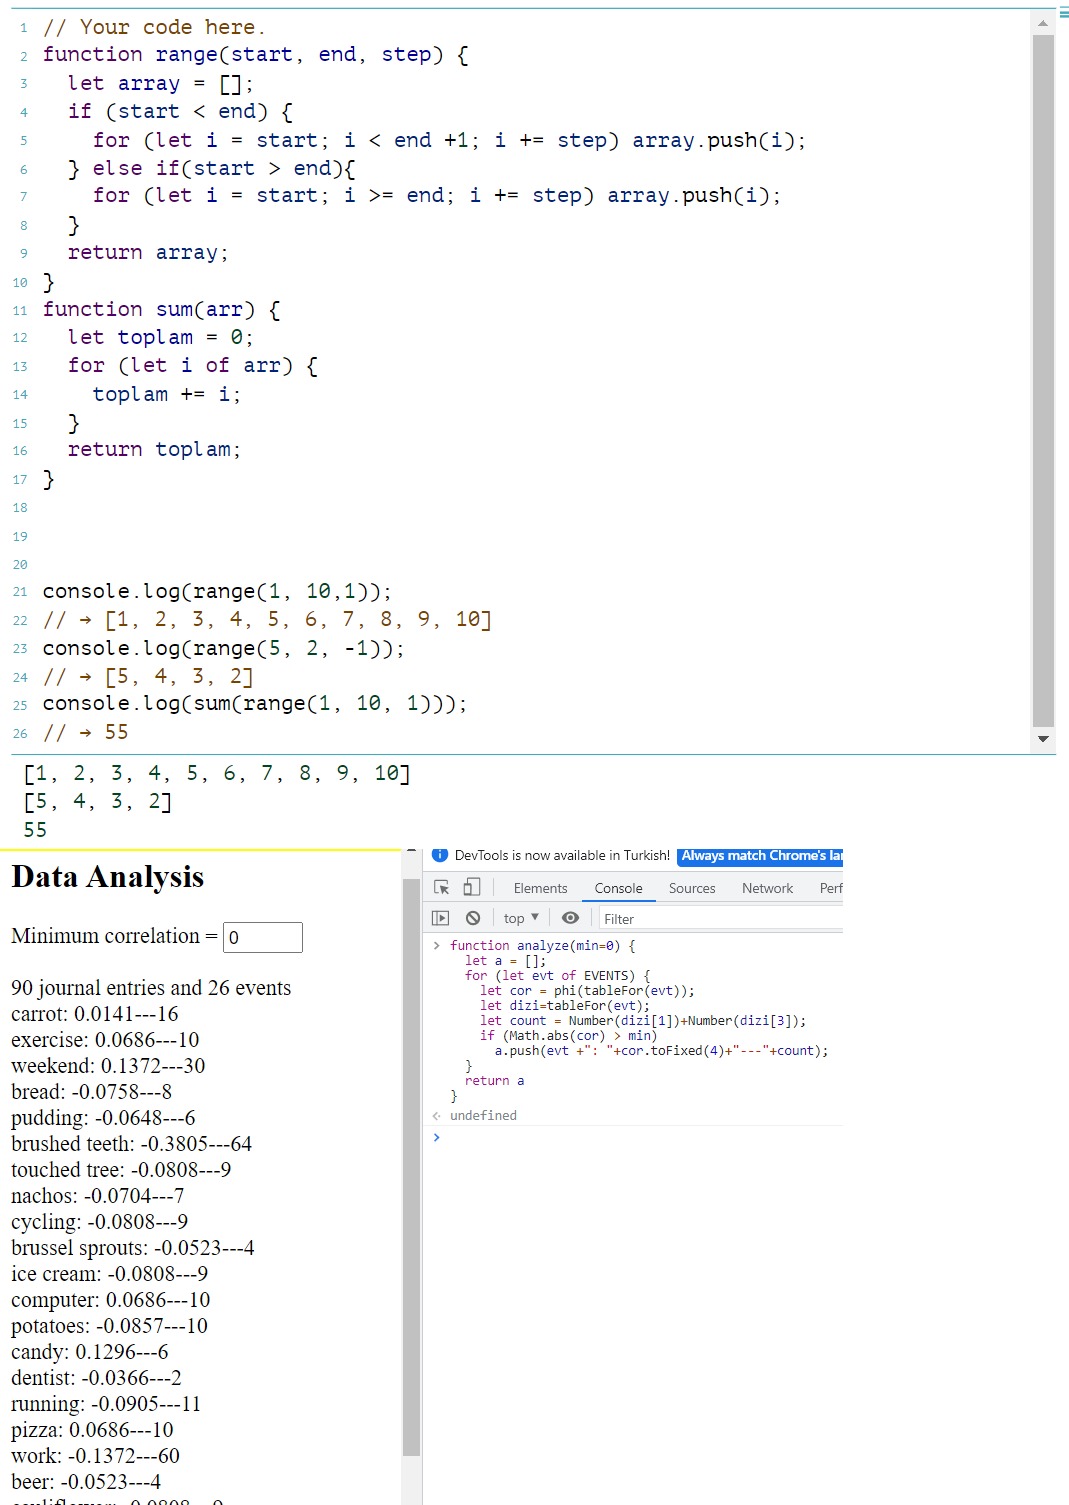 1 // Your code here.
2 function range(start, end, step) {
3 let array = [];
4 if (start < end) {
5 for (let i = start; i < end +1; i += step) array.push(i);
6 } else if(start > end){
7 for (let i = start; i >= end; i += step) array.push(i);
8 }
9 return array;
10 }
11 function sum(arr) {
12 let toplam = 0;
13 for (let i of arr) {
14 toplam += i;
15 }
16 return toplam;
17 }
18
19
20
21 console.log(range(1, 10,1));
22 // → [1, 2, 3, 4, 5, 6, 7, 8, 9, 10]
23 console.log(range(5, 2, -1));
24 // → [5, 4, 3, 2]
25 console.log(sum(range(1, 10, 1)));
26 // → 55
[1, 2, 3, 4, 5, 6, 7, 8, 9, 10]
[5, 4, 3, 2]
55
Data Analysis
Minimum correlation = 0
90 journal entries and 26 events
carrot: 0.0141---16
exercise: 0.0686---10
weekend: 0.1372---30
bread: -0.0758---8
pudding: -0.0648---6
brushed teeth: -0.3805---64
touched tree: -0.0808---9
nachos: -0.0704---7
cycling: -0.0808---9
brussel sprouts: -0.0523---4
ice cream: -0.0808---9
computer: 0.0686---10
potatoes: -0.0857---10
candy: 0.1296---6
dentist: -0.0366---2
running: -0.0905---11
pizza: 0.0686---10
work: -0.1372---60
beer: -0.0523---4
DevTools is now available in Turkish! Always match Chrome's la
Elements Console Sources Network Perf
top Filter
> function analyze(min=0) {
let a = [];
for (let evt of EVENTS) {
let cor = phi(tableFor(evt));
let dizi=tableFor(evt);
let count = Number(dizi[1])+Number(dizi[3]);
if (Math.abs(cor) > min)
a.push(evt +": "+cor.toFixed(4)+"---"+count);
}
return a
}
undefined
>